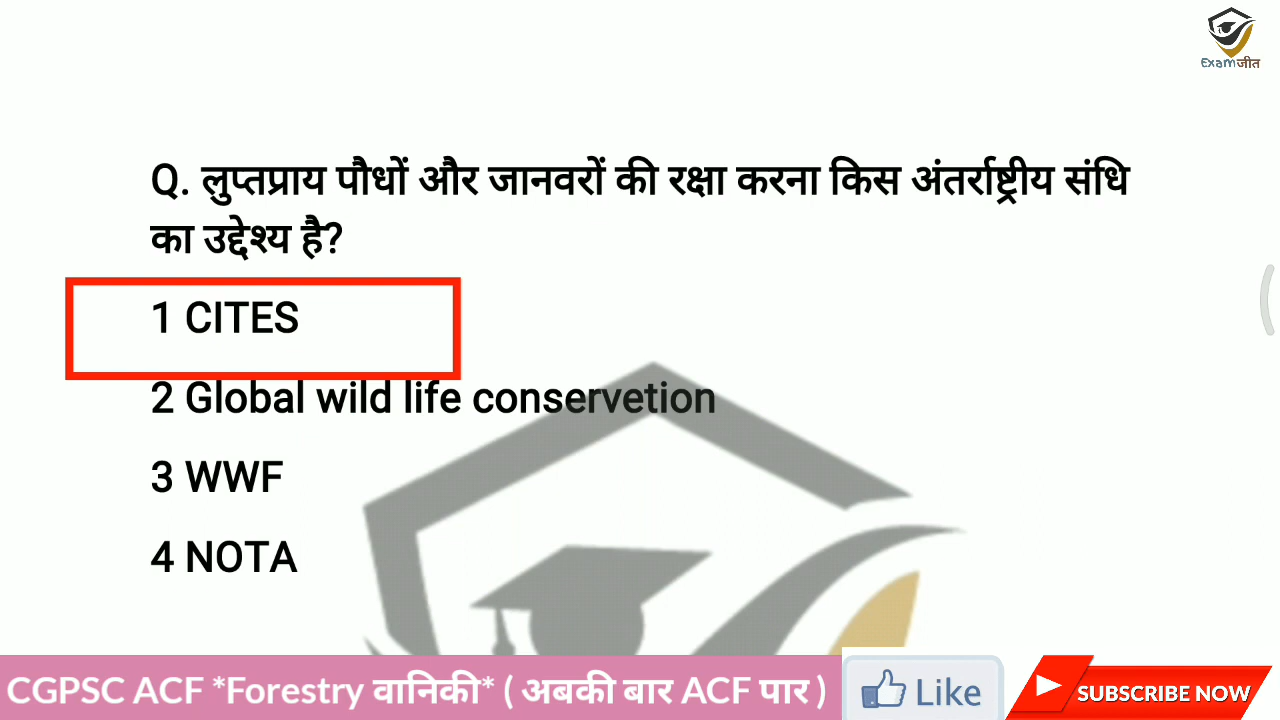 Examजीत
Q. लुप्तप्राय पौधों और जानवरों की रक्षा करना किस अंतर्राष्ट्रीय संधि
का उद्देश्य है?
1 CITES
2 Global wild life conservetion
3 WWF
4 NOTA
CGPSC ACF *Forestry वानिकी* ( अबकी बार ACF पार )
Like
SUBSCRIBE NOW